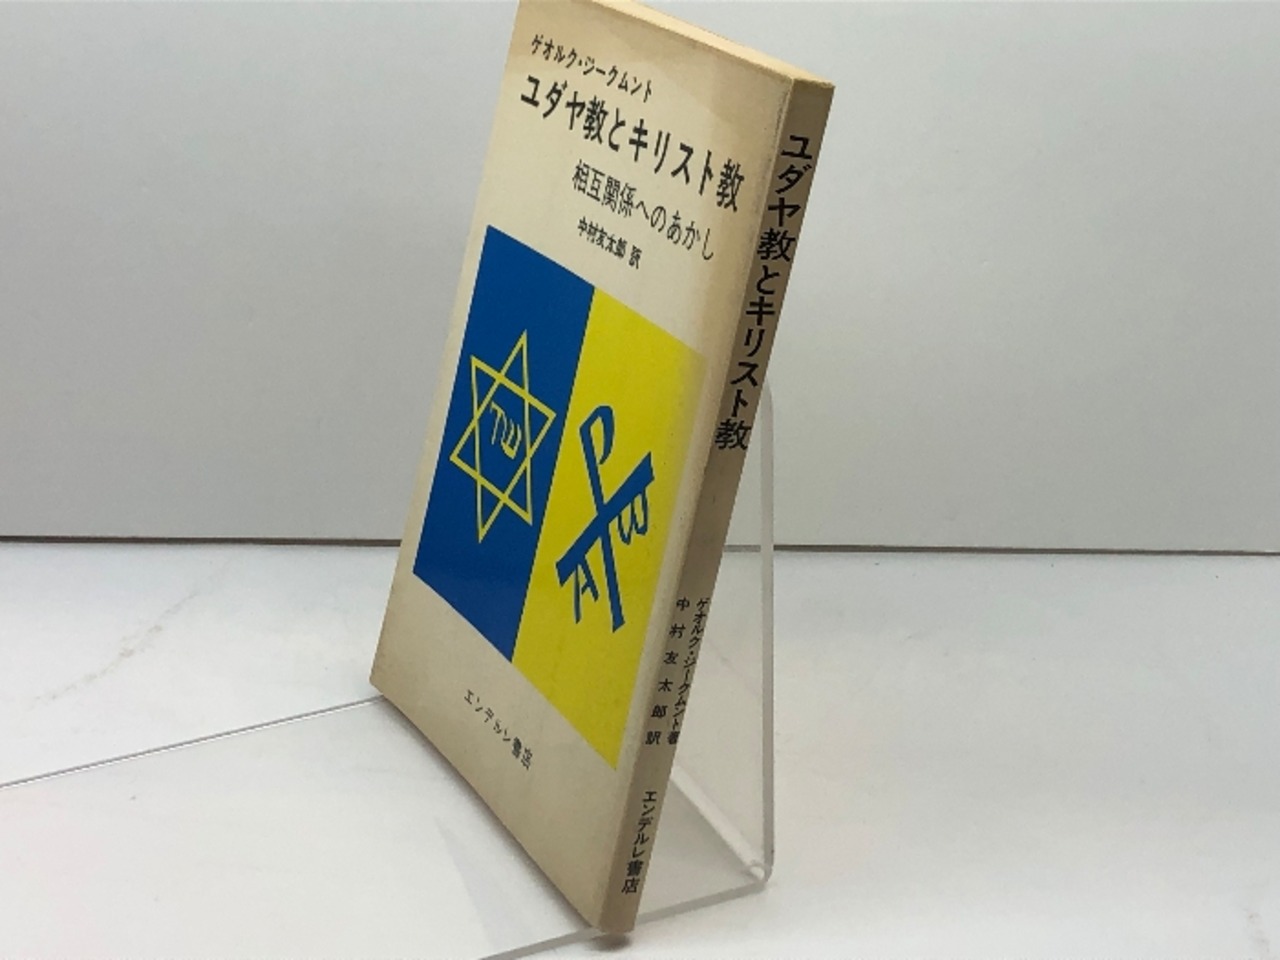 ゲオルク・ジークムント
ユダヤ教とキリスト教
相互関係へのあかし
中村友太郎 訳
エンデルレ書店
ユダヤ教とキリスト教
ゲオルク・ジークムント著
中村友太郎訳
エンデルレ書店